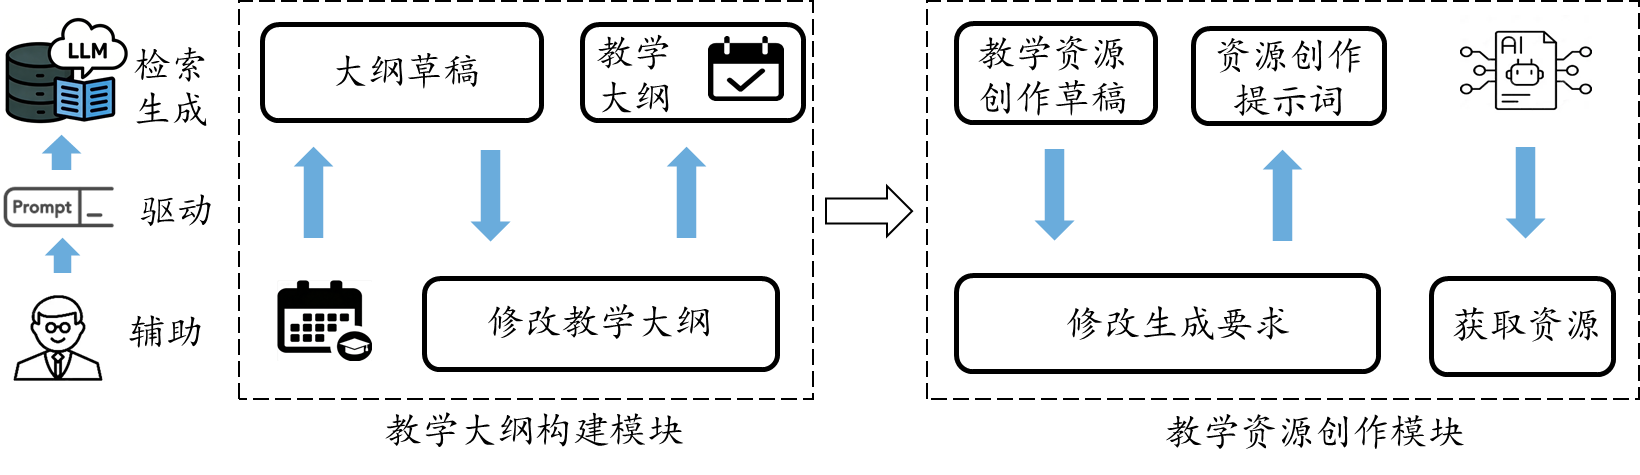 LLM
检索
生成
Prompt
驱动
辅助
大纲草稿
教学
大纲
修改教学大纲
教学大纲构建模块
教学资源
创作草稿
资源创作
提示词
AI
修改生成要求
获取资源
教学资源创作模块